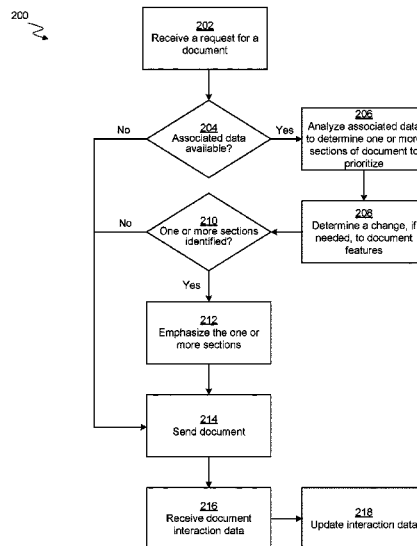 200
202
Receive a request for a
document
204
Associated data
available?
No
Yes
206
Analyze associated data
to determine one or more
sections of document to
prioritize
208
Determine a change, if
needed, to document
features
210
One or more sections
identified?
No
Yes
212
Emphasize the one or
more sections
214
Send document
216
Receive document
interaction data
218
Update interaction data